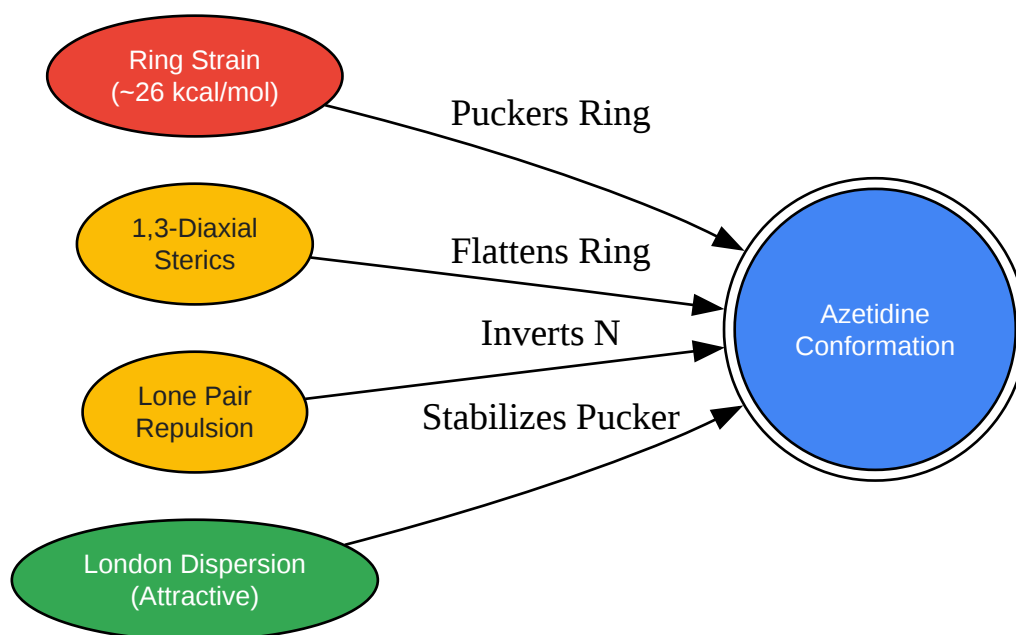 Ring Strain
(~26 kcal/mol)
Puckers Ring
1,3-Diaxial
Sterics
Flattens Ring
Inverts N
Lone Pair
Repulsion
Stabilizes Pucker
London Dispersion
(Attractive)
Azetidine
Conformation